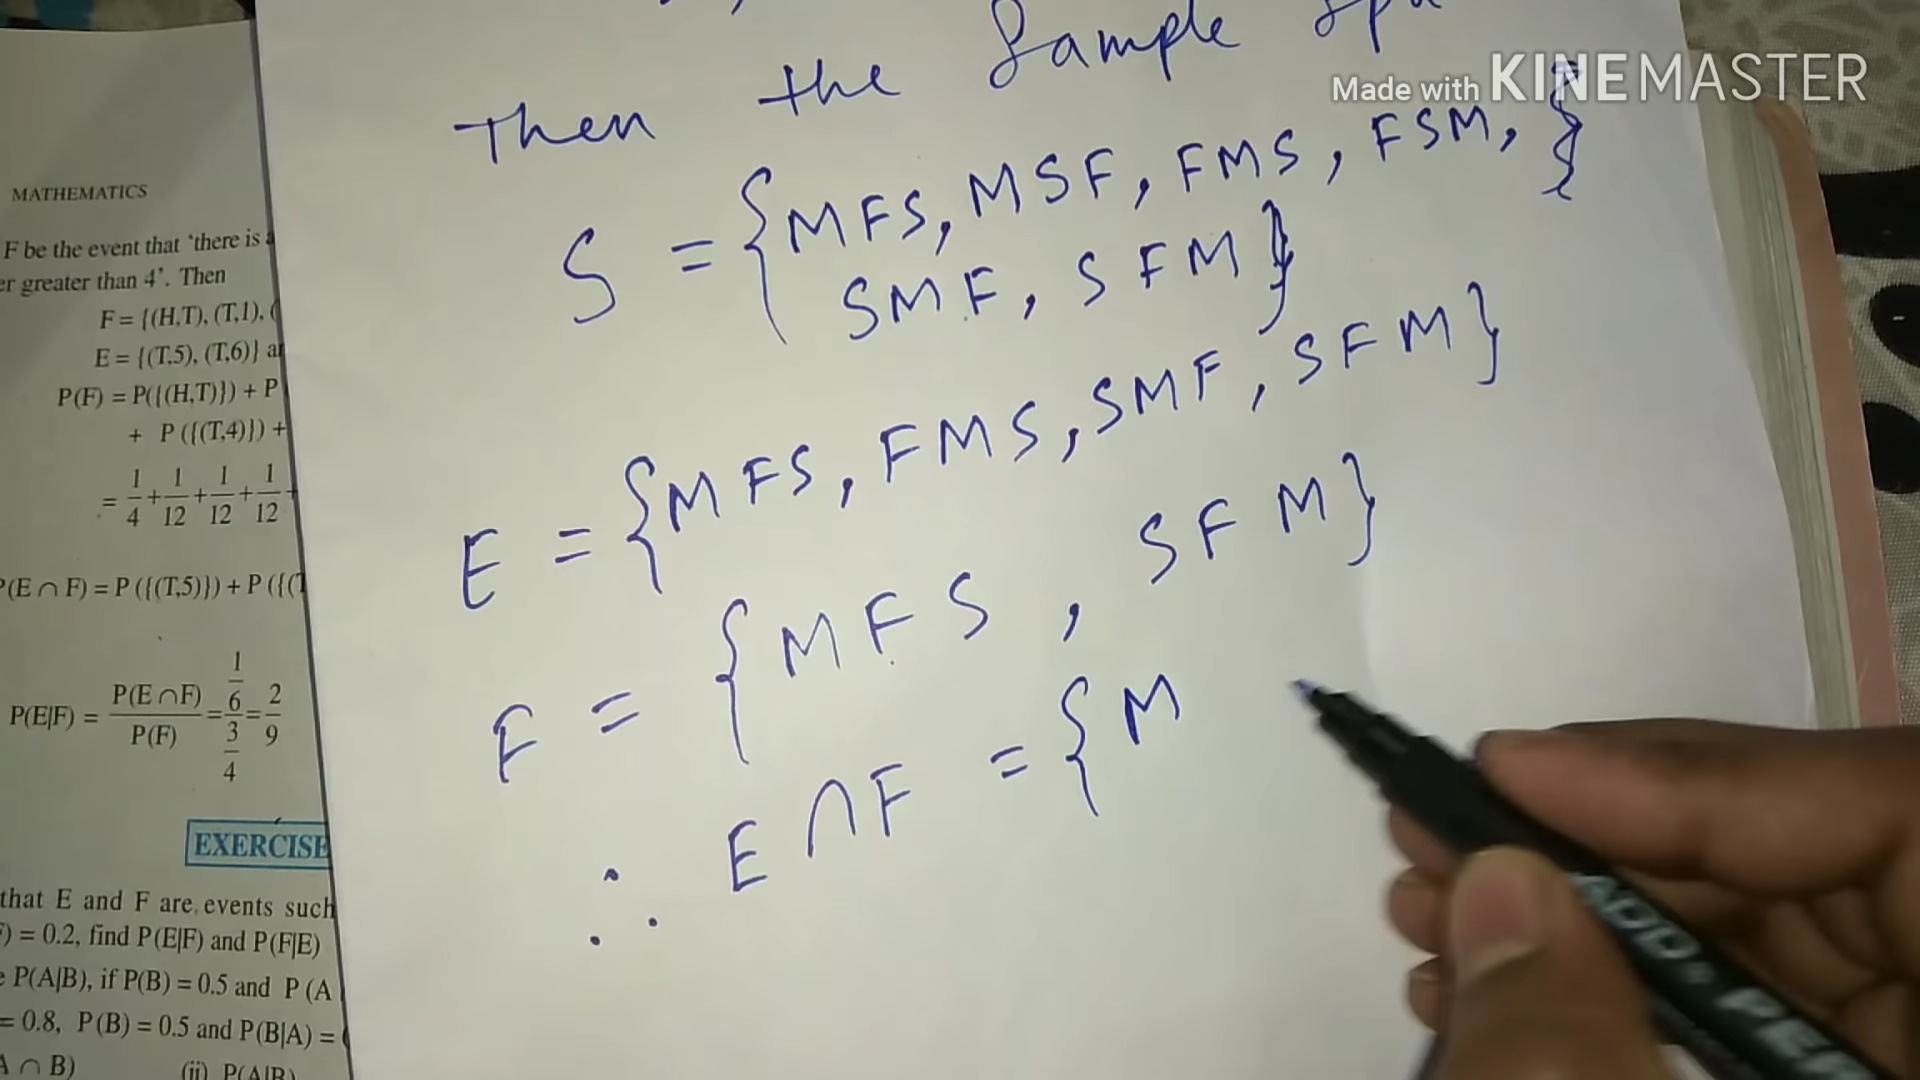 Made with KINEMASTER
Then the Sample
S = {MFS, MSF, FMS, FSM, }
SMF, SFM}
E = {MFS, FMS, SMF, SFM}
F = {MFS , SFM}
∴ E ∩ F = {M
MATHEMATICS
F be the event that ‘there is
er greater than 4’. Then
F = {(H,T), (T,1), (
E = {(T,5), (T,6)} a
P(F) = P({(H,T)}) + P
+ P ({(T,4)}) +
= 1/4 + 1/12 + 1/12 + 1/12 +
P(E ∩ F) = P ({(T,5)}) + P ({(T
P(E|F) = P(E ∩F)/P(F) = 1/6 / 3/4 = 2/9
EXERCISE
that E and F are events such
F) = 0.2, find P(E|F) and P(F|E)
P(A|B), if P(B) = 0.5 and P (A
= 0.8, P(B) = 0.5 and P(B|A) =
A ∩ B) (ii) P(A|B)
ADD PEN